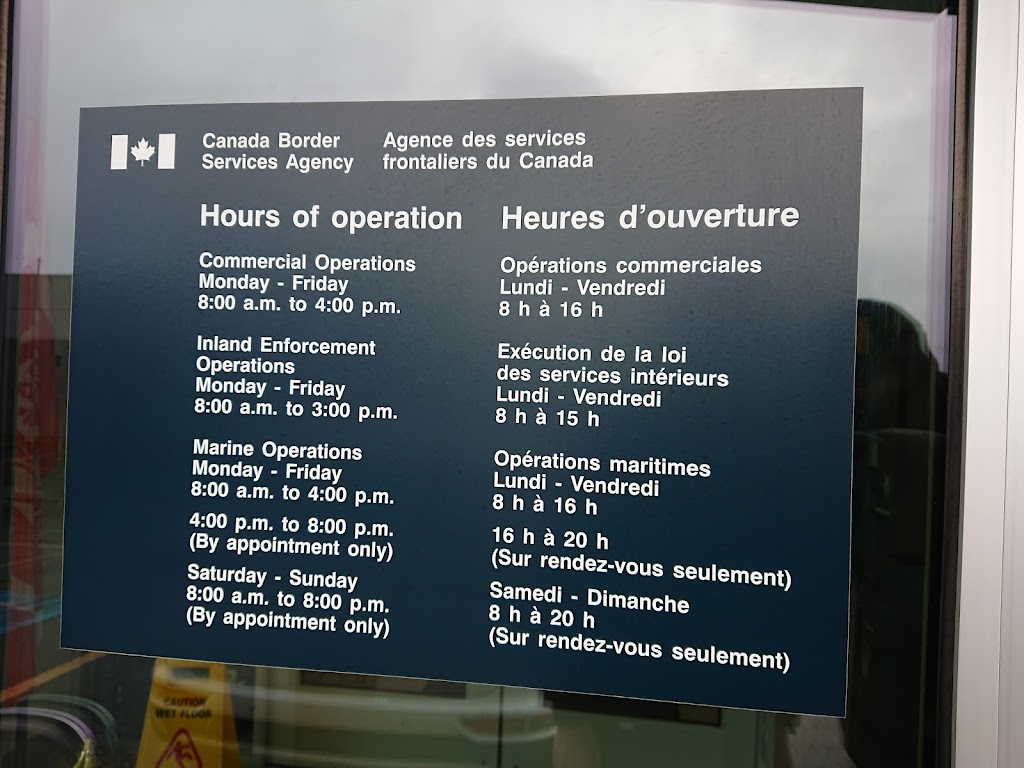 Canada Border
Services Agency
Agence des services
frontaliers du Canada
Hours of operation
Commercial Operations
Monday - Friday
8:00 a.m. to 4:00 p.m.
Inland Enforcement
Operations
Monday - Friday
8:00 a.m. to 3:00 p.m.
Marine Operations
Monday - Friday
8:00 a.m. to 4:00 p.m.
4:00 p.m. to 8:00 p.m.
(By appointment only)
Saturday - Sunday
8:00 a.m. to 8:00 p.m.
(By appointment only)
Heures d'ouverture
Opérations commerciales
Lundi - Vendredi
8 h à 16 h
Exécution de la loi
des services intérieurs
Lundi - Vendredi
8 h à 15 h
Opérations maritimes
Lundi - Vendredi
8 h à 16 h
16 h à 20 h
(Sur rendez-vous seulement)
Samedi - Dimanche
8 h à 20 h
(Sur rendez-vous seulement)
CAUTION
WET FLOOR